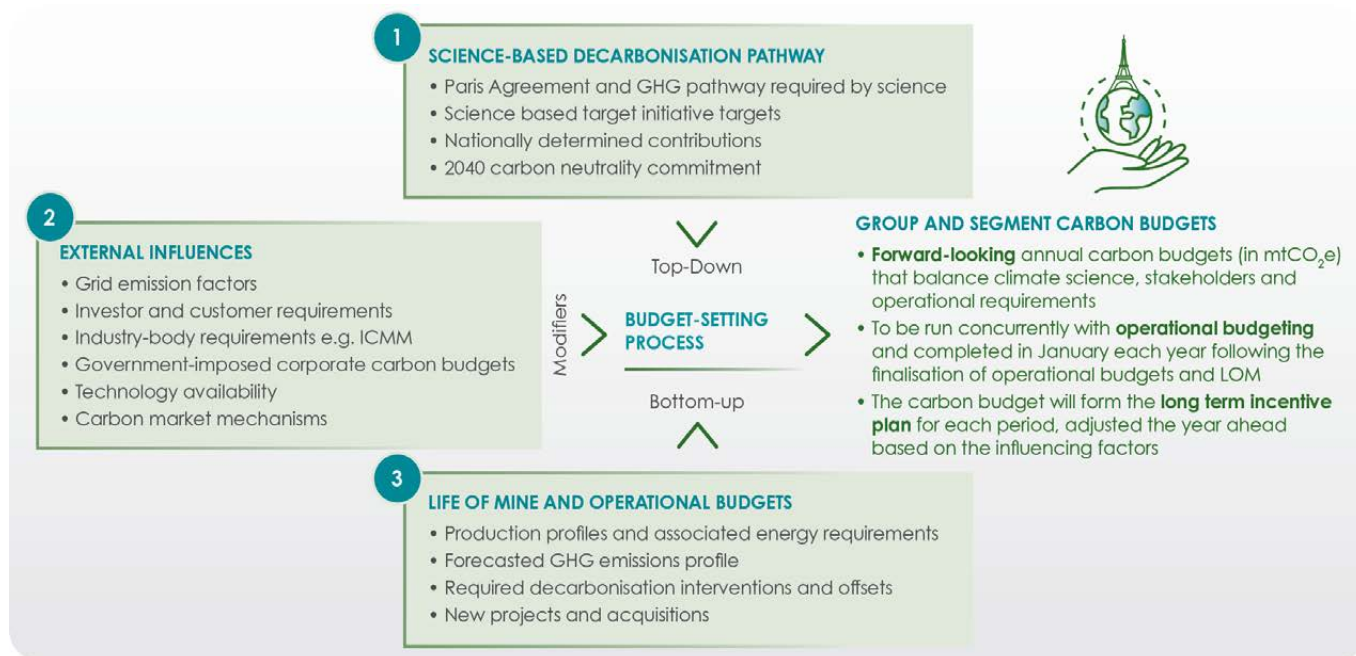 1
SCIENCE-BASED DECARBONISATION PATHWAY
• Paris Agreement and GHG pathway required by science
• Science based target initiative targets
• Nationally determined contributions
• 2040 carbon neutrality commitment
2
EXTERNAL INFLUENCES
• Grid emission factors
• Investor and customer requirements
• Industry-body requirements e.g. ICMM
• Government-imposed corporate carbon budgets
• Technology availability
• Carbon market mechanisms
Modifiers
Top-Down
BUDGET-SETTING
PROCESS
Bottom-up
GROUP AND SEGMENT CARBON BUDGETS
• Forward-looking annual carbon budgets (in mtCO₂e)
that balance climate science, stakeholders and
operational requirements
• To be run concurrently with operational budgeting
and completed in January each year following the
finalisation of operational budgets and LOM
• The carbon budget will form the long term incentive
plan for each period, adjusted the year ahead
based on the influencing factors
3
LIFE OF MINE AND OPERATIONAL BUDGETS
• Production profiles and associated energy requirements
• Forecasted GHG emissions profile
• Required decarbonisation interventions and offsets
• New projects and acquisitions